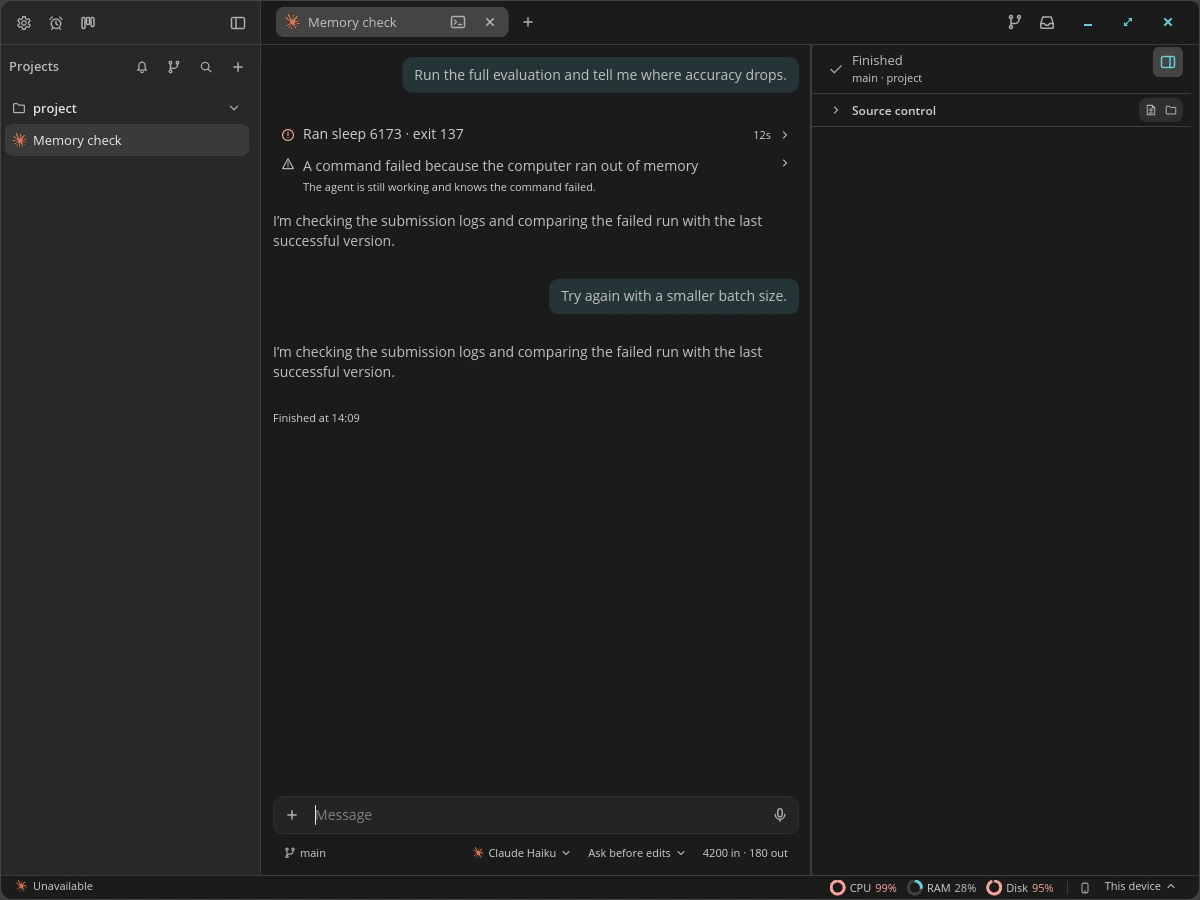 Memory check
Projects
project
Memory check
Run the full evaluation and tell me where accuracy drops.
Ran sleep 6173 · exit 137
12s
A command failed because the computer ran out of memory
The agent is still working and knows the command failed.
I’m checking the submission logs and comparing the failed run with the last
successful version.
Try again with a smaller batch size.
I’m checking the submission logs and comparing the failed run with the last
successful version.
Finished at 14:09
Message
main
Claude Haiku
Ask before edits
4200 in · 180 out
Finished
main · project
Source control
Unavailable
CPU 99%
RAM 28%
Disk 95%
This device